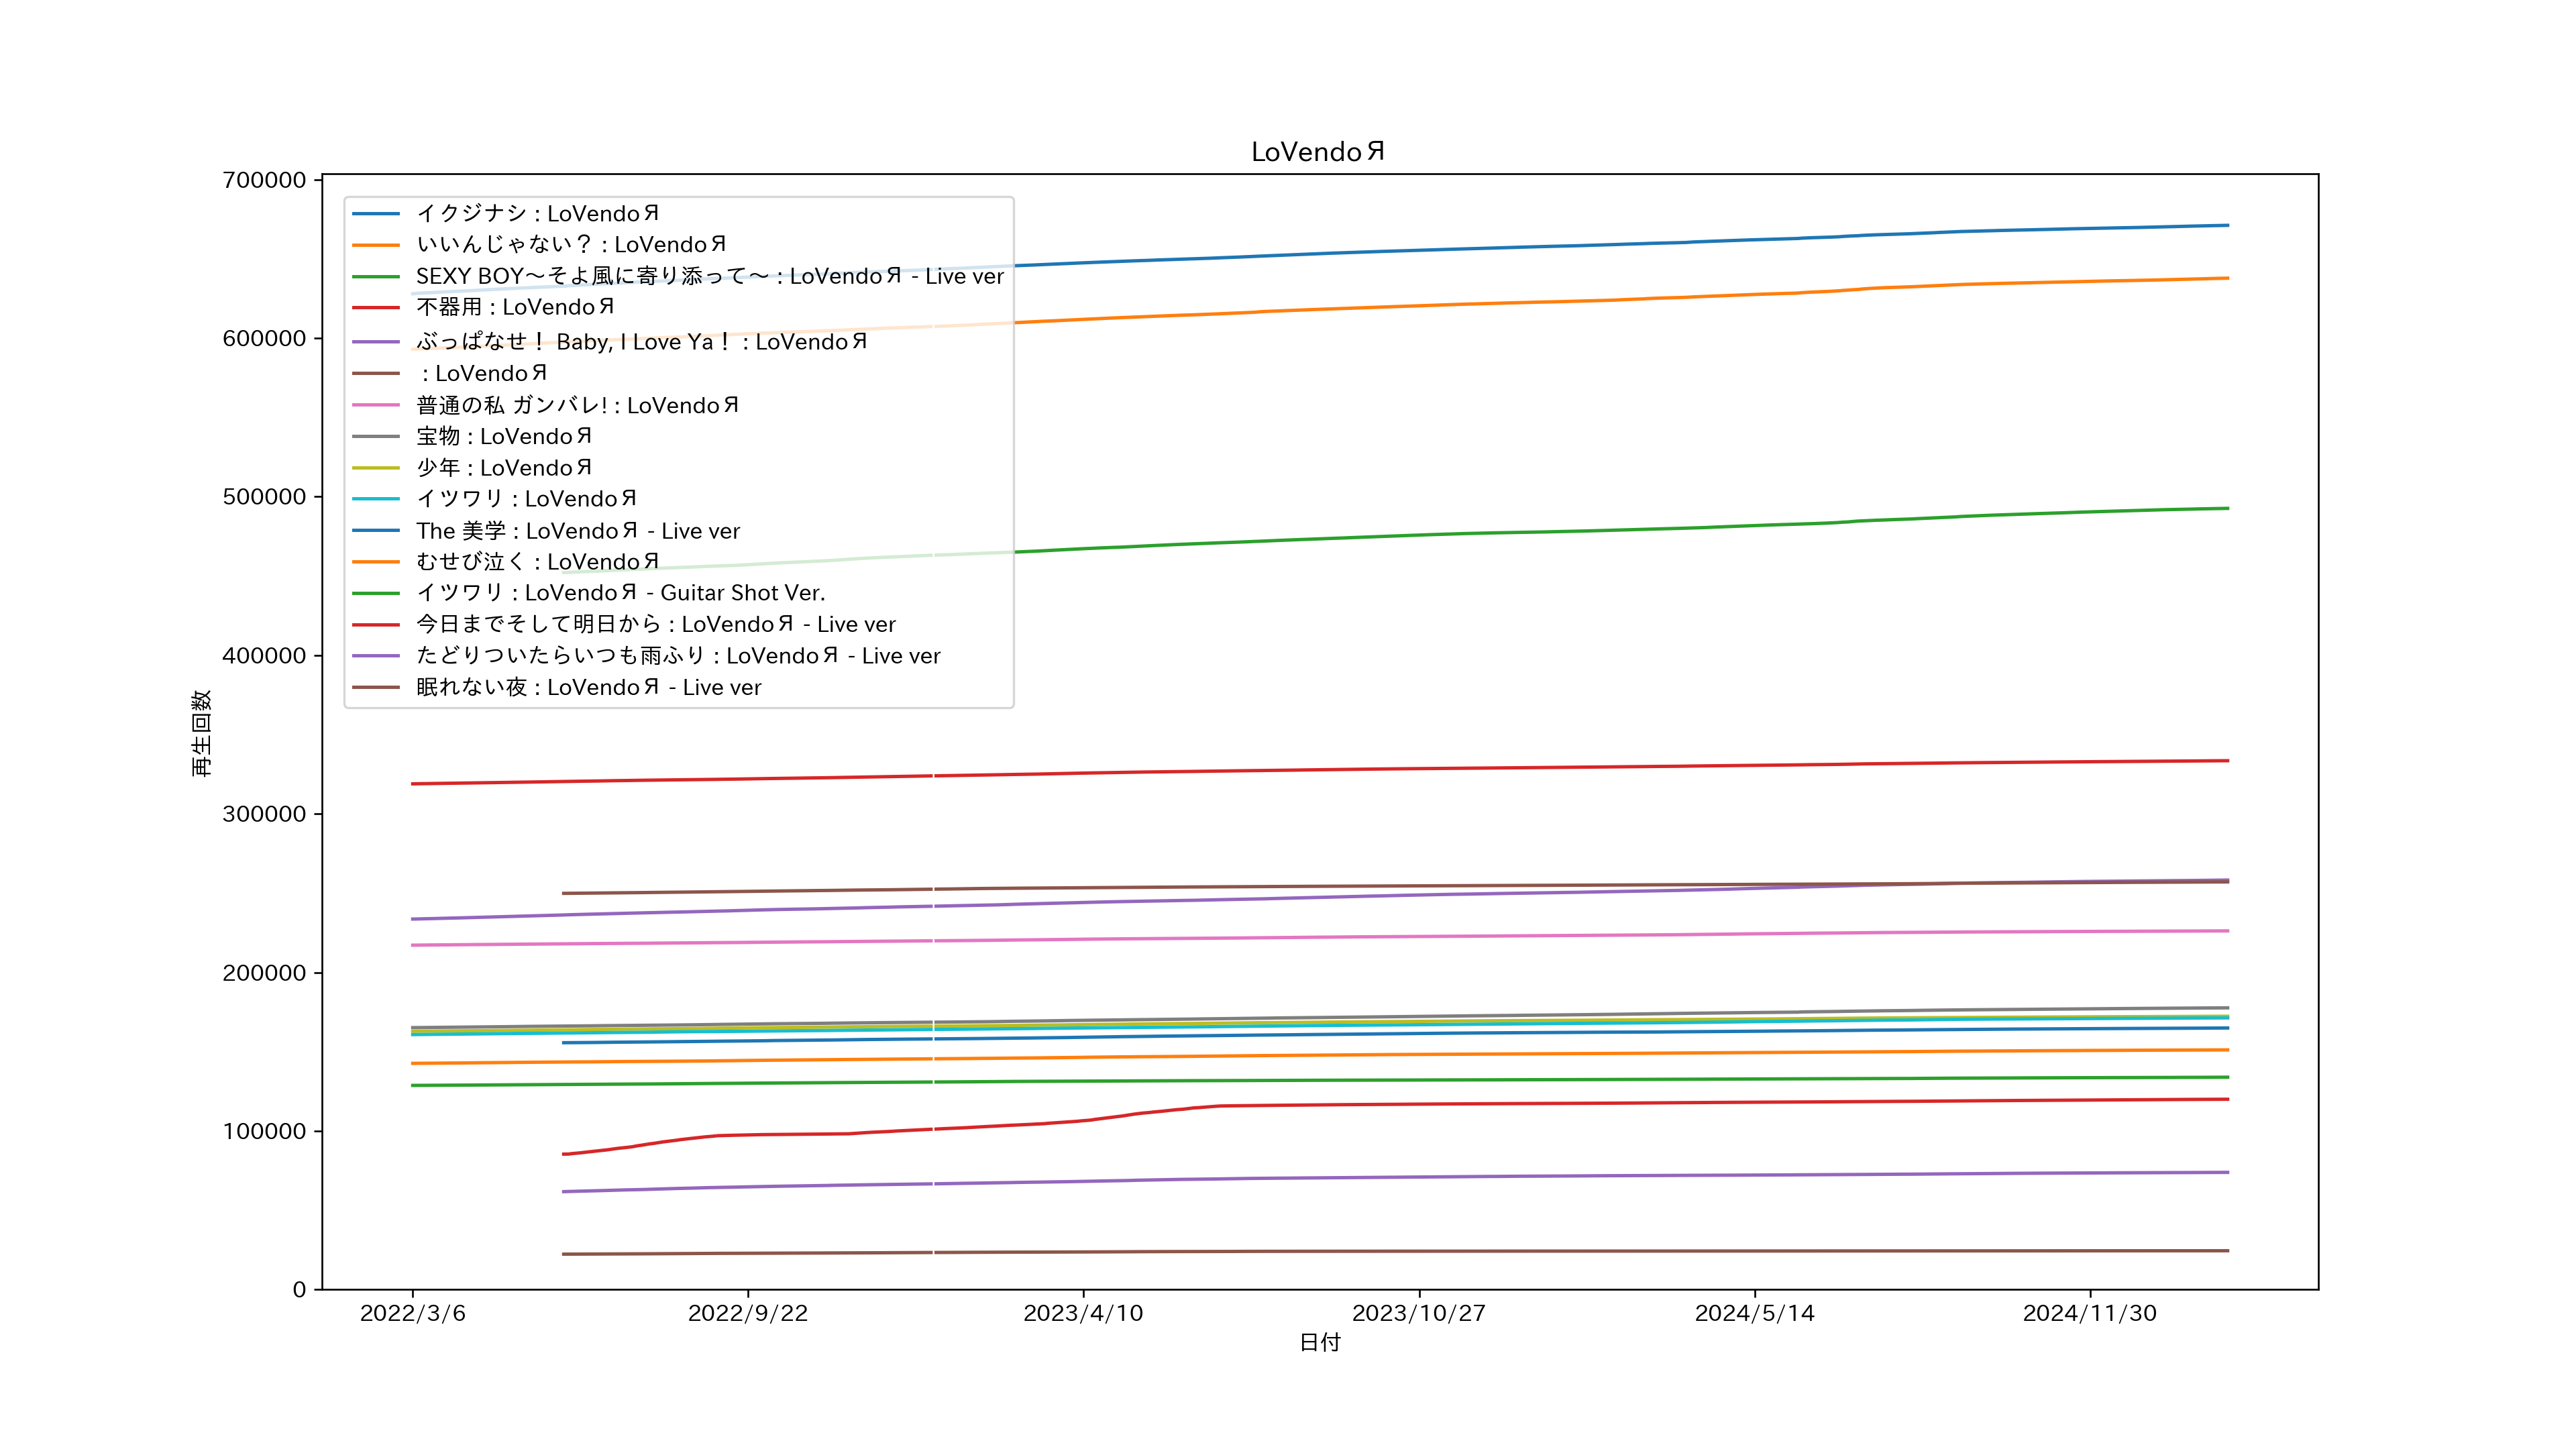 LoVendoЯ
700000
600000
500000
400000
300000
200000
100000
0
再生回数
イクジナシ : LoVendoЯ
いいんじゃない？ : LoVendoЯ
SEXY BOY～そよ風に寄り添って～ : LoVendoЯ - Live ver
不器用 : LoVendoЯ
ぶっぱなせ！ Baby, I Love Ya！ : LoVendoЯ
: LoVendoЯ
普通の私 ガンバレ! : LoVendoЯ
宝物 : LoVendoЯ
少年 : LoVendoЯ
イツワリ : LoVendoЯ
The 美学 : LoVendoЯ - Live ver
むせび泣く : LoVendoЯ
イツワリ : LoVendoЯ - Guitar Shot Ver.
今日までそして明日から : LoVendoЯ - Live ver
たどりついたらいつも雨ふり : LoVendoЯ - Live ver
眠れない夜 : LoVendoЯ - Live ver
2022/3/6
2022/9/22
2023/4/10
2023/10/27
2024/5/14
2024/11/30
日付